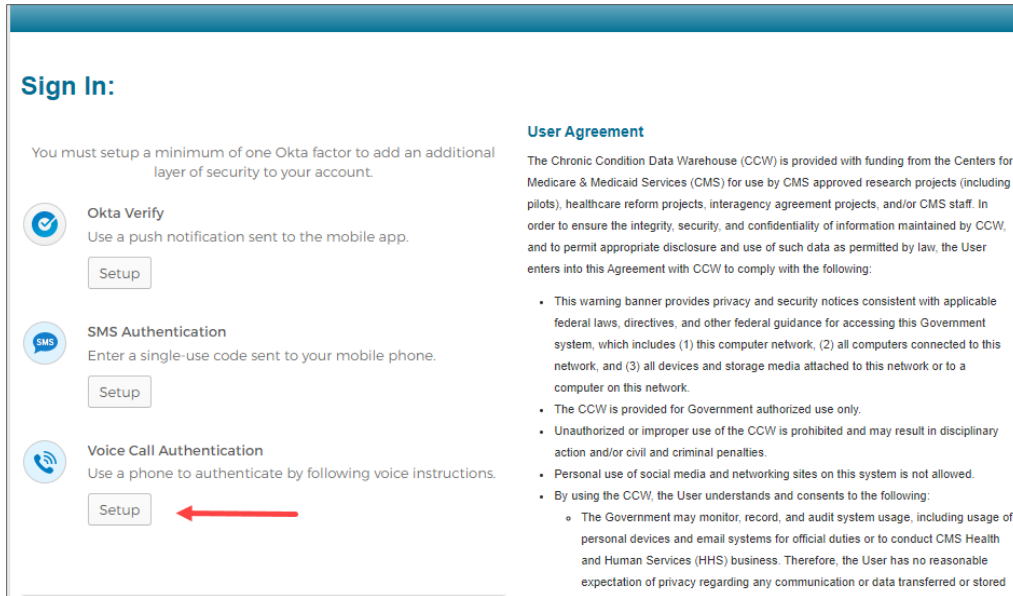 Sign In:
You must setup a minimum of one Okta factor to add an additional
layer of security to your account.
Okta Verify
Use a push notification sent to the mobile app.
Setup
SMS
SMS Authentication
Enter a single-use code sent to your mobile phone.
Setup
Voice Call Authentication
Use a phone to authenticate by following voice instructions.
Setup
User Agreement
The Chronic Condition Data Warehouse (CCW) is provided with funding from the Centers for
Medicare & Medicaid Services (CMS) for use by CMS approved research projects (including
pilots), healthcare reform projects, interagency agreement projects, and/or CMS staff. In
order to ensure the integrity, security, and confidentiality of information maintained by CCW,
and to permit appropriate disclosure and use of such data as permitted by law, the User
enters into this Agreement with CCW to comply with the following:
• This warning banner provides privacy and security notices consistent with applicable
federal laws, directives, and other federal guidance for accessing this Government
system, which includes (1) this computer network, (2) all computers connected to this
network, and (3) all devices and storage media attached to this network or to a
computer on this network.
• The CCW is provided for Government authorized use only.
• Unauthorized or improper use of the CCW is prohibited and may result in disciplinary
action and/or civil and criminal penalties.
• Personal use of social media and networking sites on this system is not allowed.
• By using the CCW, the User understands and consents to the following:
◦ The Government may monitor, record, and audit system usage, including usage of
personal devices and email systems for official duties or to conduct CMS Health
and Human Services (HHS) business. Therefore, the User has no reasonable
expectation of privacy regarding any communication or data transferred or stored